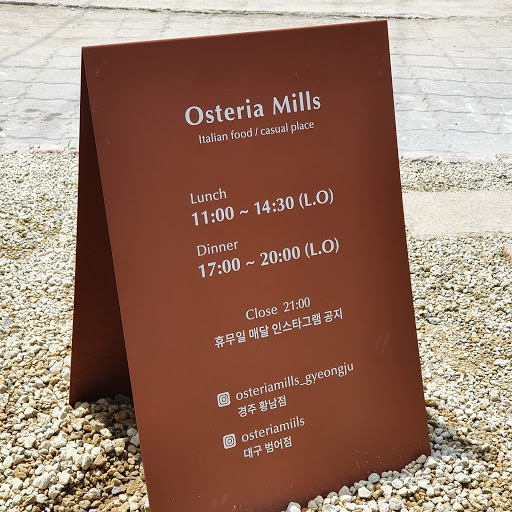 Osteria Mills
Italian food / casual place
Lunch
11:00 ~ 14:30 (L.O)
Dinner
17:00 ~ 20:00 (L.O)
Close 21:00
휴무일 매달 인스타그램 공지
osteriamills_gyeongju
경주 황남점
osteriamiils
대구 범어점